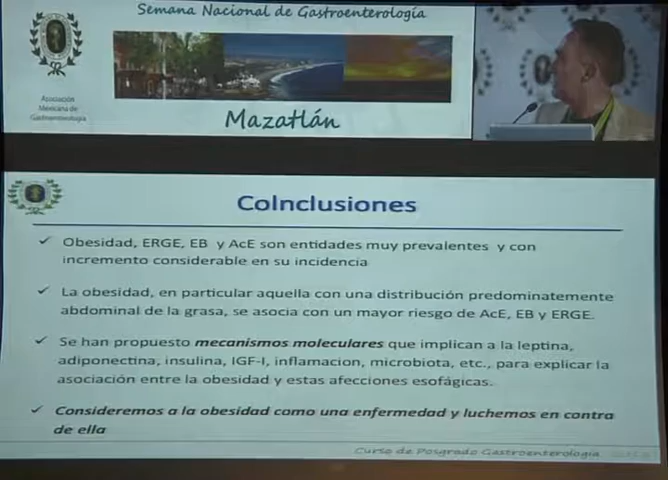 Semana Nacional de Gastroenterología
Asociación
Mexicana de
Gastroenterología
Mazatlán
Colnclusiones
✓ Obesidad, ERGE, EB y AcE son entidades muy prevalentes y con
incremento considerable en su incidencia
✓ La obesidad, en particular aquella con una distribución predominatemente
abdominal de la grasa, se asocia con un mayor riesgo de AcE, EB y ERGE.
✓ Se han propuesto mecanismos moleculares que implican a la leptina,
adiponectina, insulina, IGF-I, inflamacion, microbiota, etc., para explicar la
asociación entre la obesidad y estas afecciones esofágicas.
✓ Consideremos a la obesidad como una enfermedad y luchemos en contra
de ella
Curso de Posgrado Gastroenterología